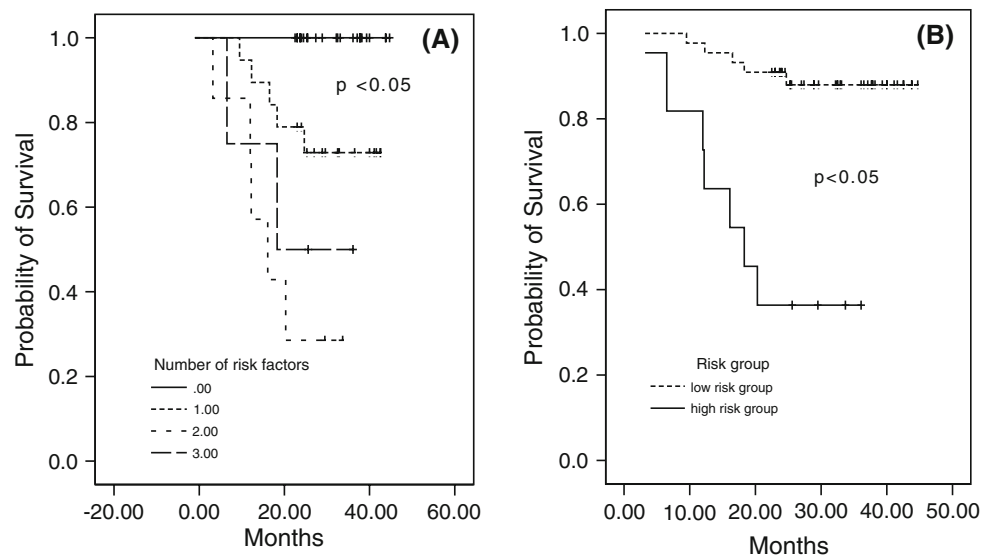 (A)
p <0.05
Probability of Survival
1.0
0.8
0.6
0.4
0.2
0.0
Number of risk factors
.00
1.00
2.00
3.00
-20.00 0.00 20.00 40.00 60.00
Months
(B)
p<0.05
Probability of Survival
1.0
0.8
0.6
0.4
0.2
0.0
Risk group
low risk group
high risk group
0.00 10.00 20.00 30.00 40.00 50.00
Months